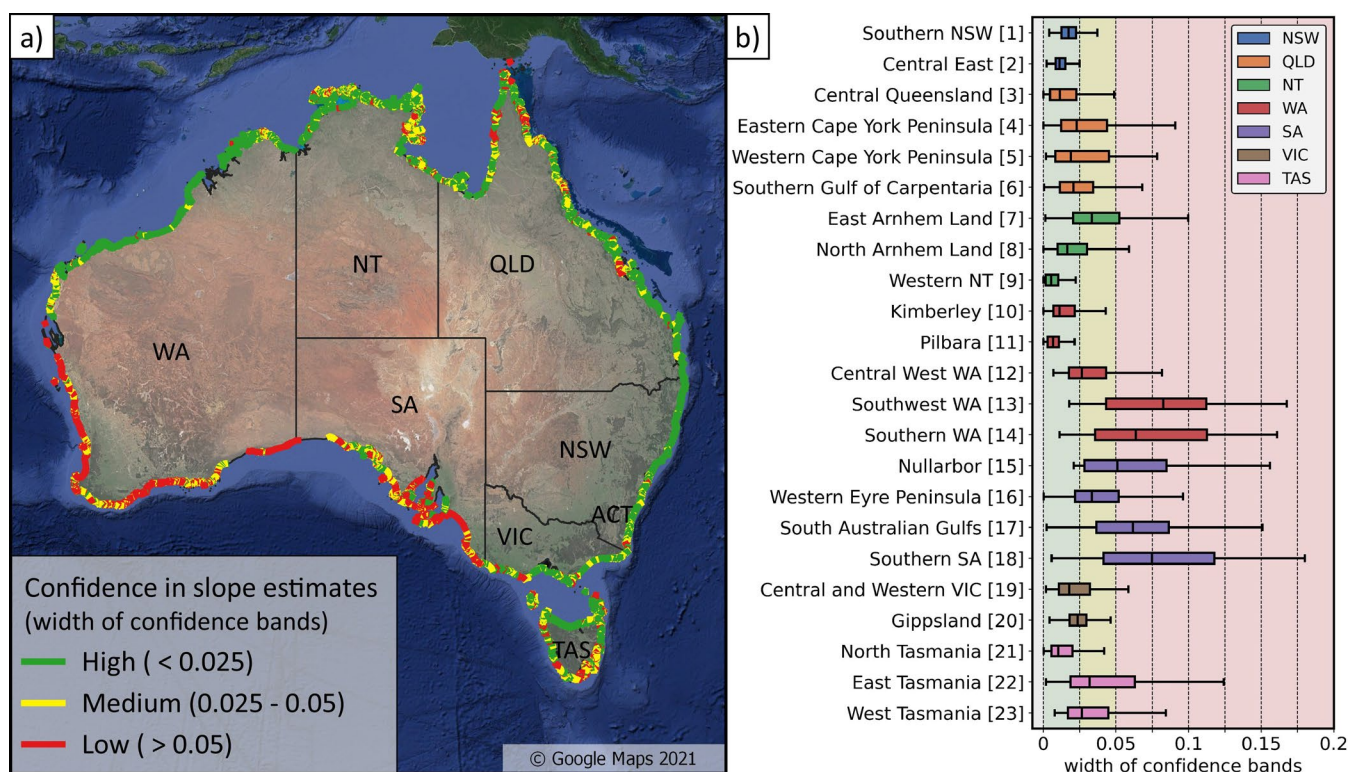 a)
NT
QLD
WA
SA
NSW
ACT
VIC
TAS
Confidence in slope estimates
(width of confidence bands)
High ( < 0.025)
Medium (0.025 - 0.05)
Low ( > 0.05)
© Google Maps 2021
b)
Southern NSW [1]
Central East [2]
Central Queensland [3]
Eastern Cape York Peninsula [4]
Western Cape York Peninsula [5]
Southern Gulf of Carpentaria [6]
East Arnhem Land [7]
North Arnhem Land [8]
Western NT [9]
Kimberley [10]
Pilbara [11]
Central West WA [12]
Southwest WA [13]
Southern WA [14]
Nullarbor [15]
Western Eyre Peninsula [16]
South Australian Gulfs [17]
Southern SA [18]
Central and Western VIC [19]
Gippsland [20]
North Tasmania [21]
East Tasmania [22]
West Tasmania [23]
NSW
QLD
NT
WA
SA
VIC
TAS
0 0.05 0.1 0.15 0.2
width of confidence bands